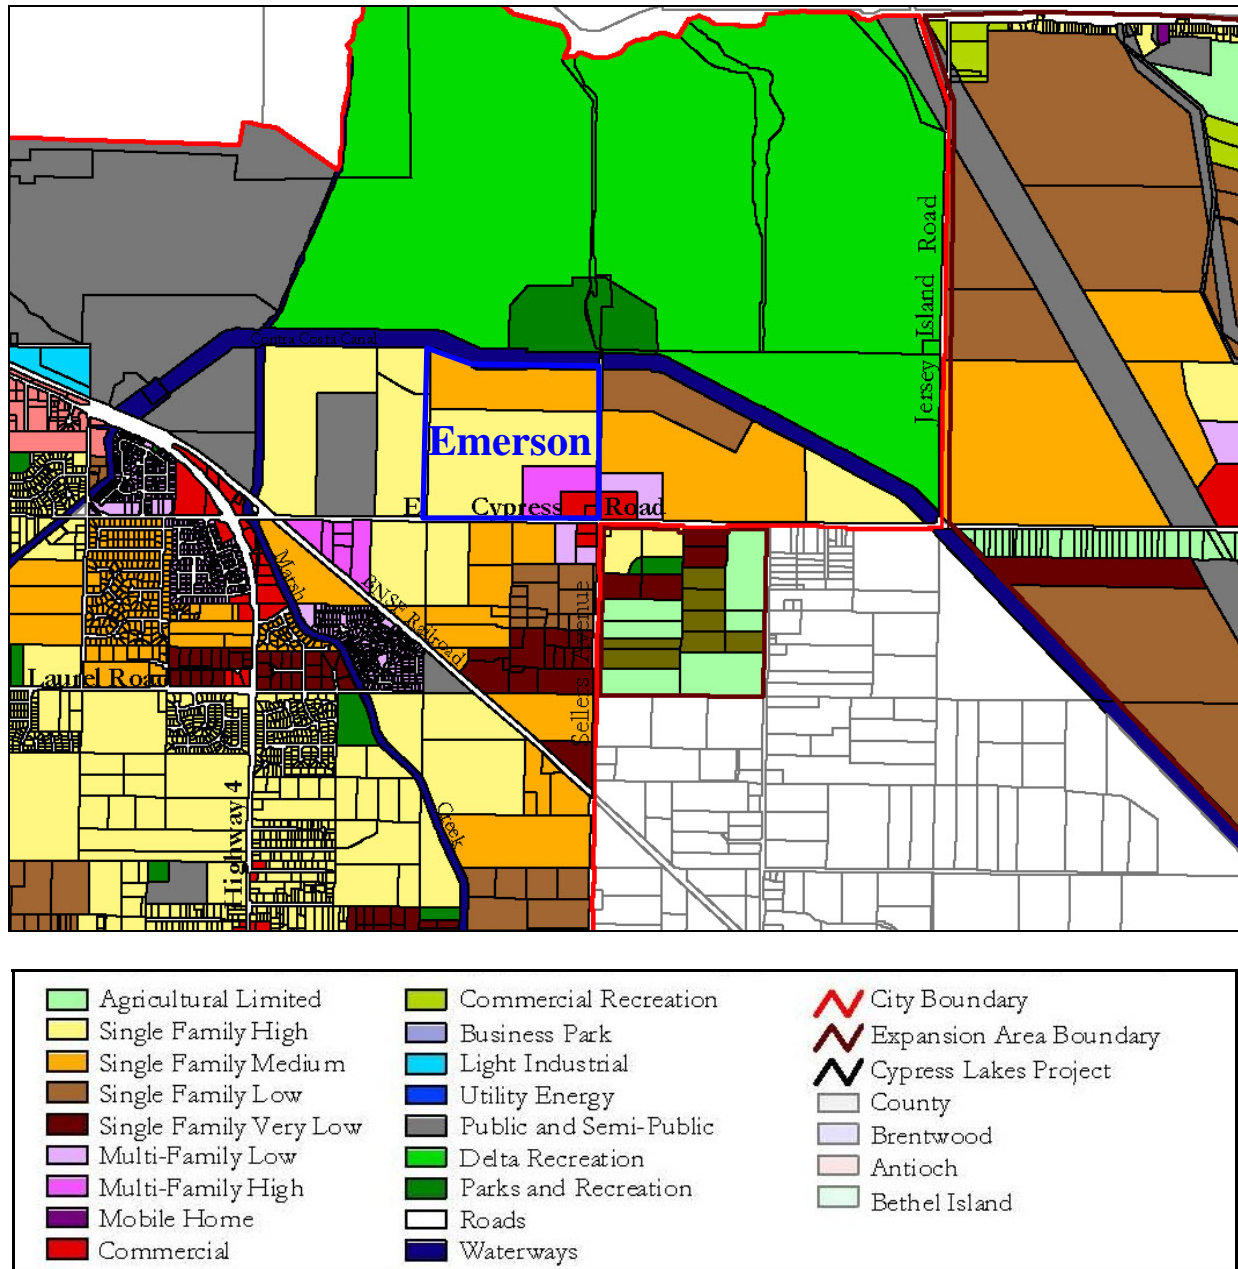 Jersey Island Road
Contra Costa Canal
Emerson
E Cypress Road
Marsh
BNSF Railroad
Sellers Avenue
Laurel Road
Highway 4
Creek
Agricultural Limited
Single Family High
Single Family Medium
Single Family Low
Single Family Very Low
Multi-Family Low
Multi-Family High
Mobile Home
Commercial
Commercial Recreation
Business Park
Light Industrial
Utility Energy
Public and Semi-Public
Delta Recreation
Parks and Recreation
Roads
Waterways
City Boundary
Expansion Area Boundary
Cypress Lakes Project
County
Brentwood
Antioch
Bethel Island